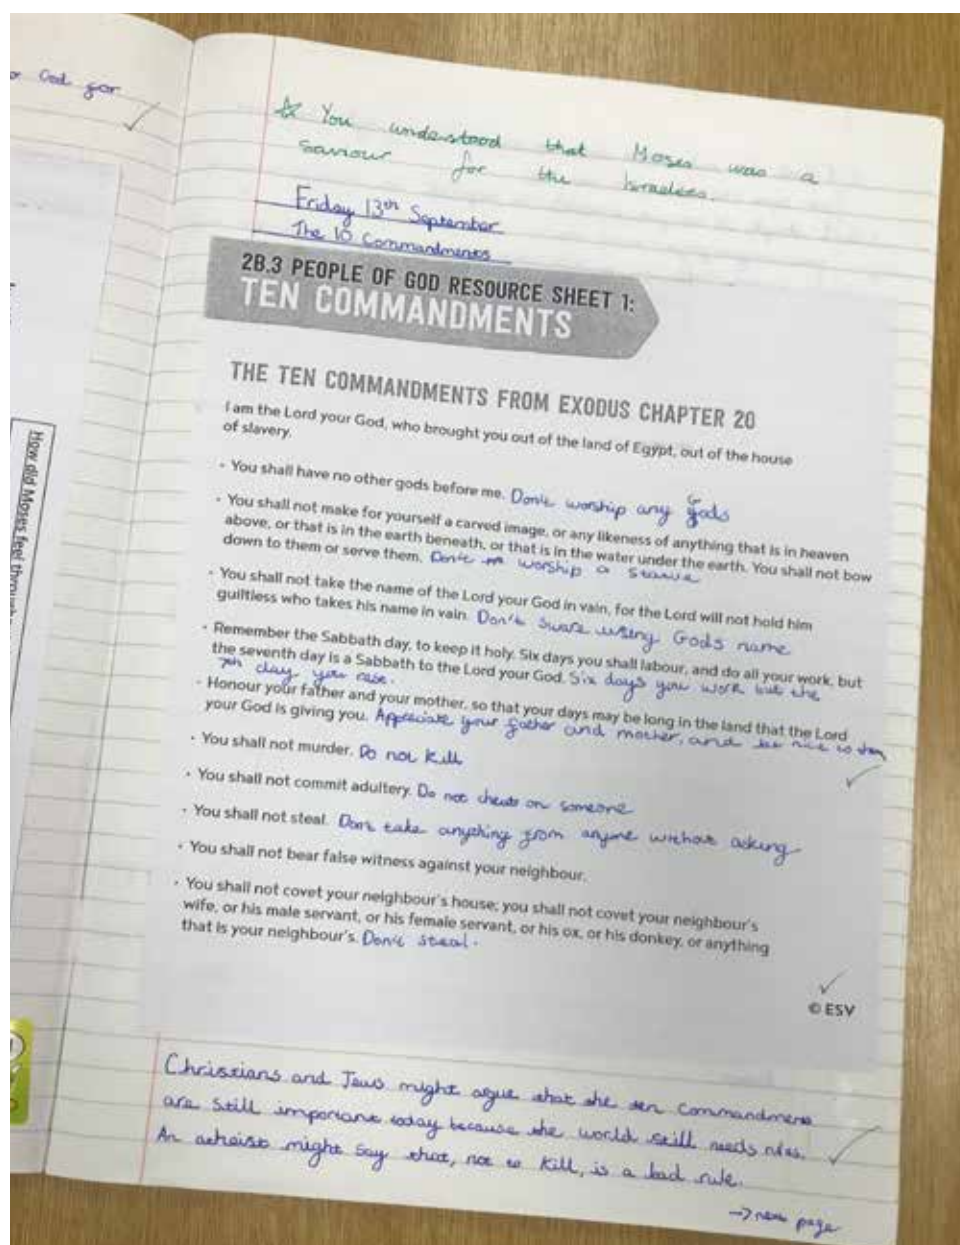 God for
☆ You understood that Moses was a
saviour for the Israelites.
Friday 13th September
The 10 Commandments
2B.3 PEOPLE OF GOD RESOURCE SHEET 1:
TEN COMMANDMENTS
THE TEN COMMANDMENTS FROM EXODUS CHAPTER 20
I am the Lord your God, who brought you out of the land of Egypt, out of the house
of slavery.
• You shall have no other gods before me. Don't worship any Gods
• You shall not make for yourself a carved image, or any likeness of anything that is in heaven
above, or that is in the earth beneath, or that is in the water under the earth. You shall not bow
down to them or serve them. Don't worship a statue
• You shall not take the name of the Lord your God in vain, for the Lord will not hold him
guiltless who takes his name in vain. Don't sware using Gods name
• Remember the Sabbath day, to keep it holy. Six days you shall labour, and do all your work, but
the seventh day is a Sabbath to the Lord your God. Six days you work but the
7th day you rest.
• Honour your father and your mother, so that your days may be long in the land that the Lord
your God is giving you. Appreciate your father and mother, and be nice to them
• You shall not murder. Do not kill
• You shall not commit adultery. Do not cheat on someone
• You shall not steal. Dont take anything from anyone without asking
• You shall not bear false witness against your neighbour.
• You shall not covet your neighbour's house; you shall not covet your neighbour's
wife, or his male servant, or his female servant, or his ox, or his donkey, or anything
that is your neighbour's. Don't steal.
© ESV
Christians and Jews might argue that the ten commandments
are still important today because the world still needs rules.
An atheist might say that, not to kill, is a bad rule.
→ new page
How did Moses feel